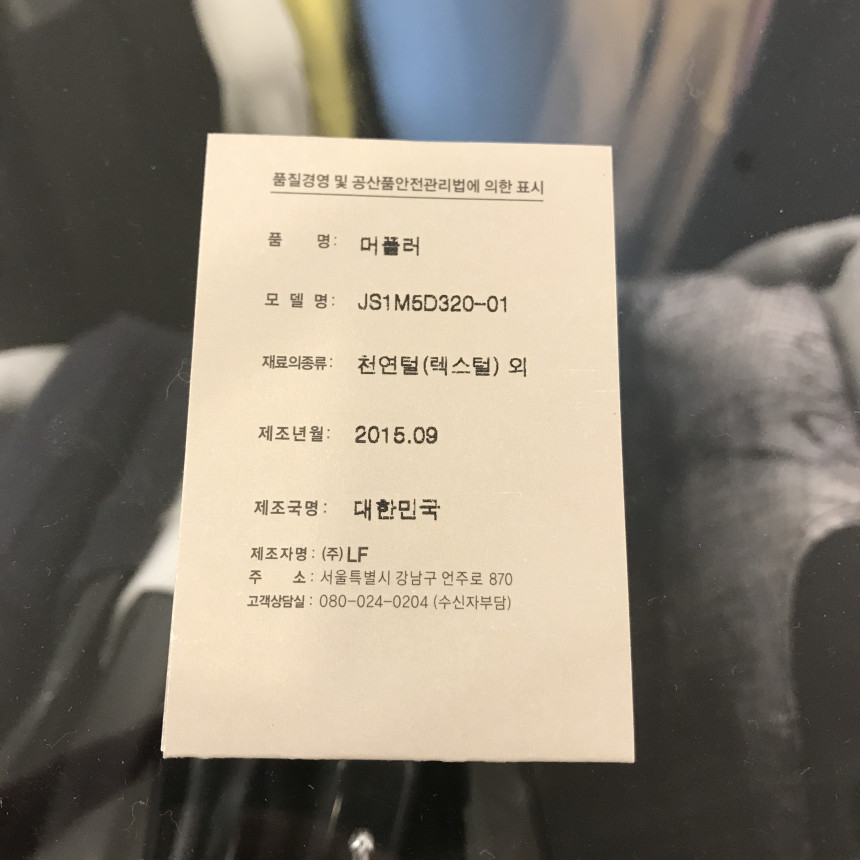 품질경영 및 공산품안전관리법에 의한 표시
품 명: 머플러
모 델 명: JS1M5D320-01
재료의종류: 천연털(렉스털) 외
제조년월: 2015.09
제조국명: 대한민국
제조자명: (주)LF
주 소: 서울특별시 강남구 언주로 870
고객상담실: 080-024-0204 (수신자부담)